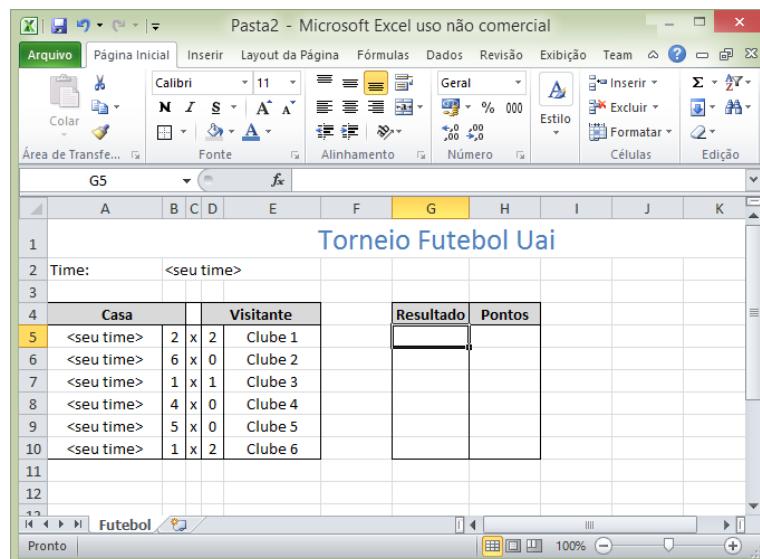 Pasta2 - Microsoft Excel uso não comercial
Arquivo Página Inicial Inserir Layout da Página Fórmulas Dados Revisão Exibição Team
Calibri 11 Geral Inserir Σ
Colar N I S A A % 000 Estilo Excluir
A ,00 Formatar
Área de Transfe... Fonte Alinhamento Número Células Edição
G5 fx
A B C D E F G H I J K
1 Torneio Futebol Uai
2 Time: <seu time>
3
4 Casa Visitante Resultado Pontos
5 <seu time> 2 x 2 Clube 1
6 <seu time> 6 x 0 Clube 2
7 <seu time> 1 x 1 Clube 3
8 <seu time> 4 x 0 Clube 4
9 <seu time> 5 x 0 Clube 5
10 <seu time> 1 x 2 Clube 6
11
12
Futebol
Pronto 100%